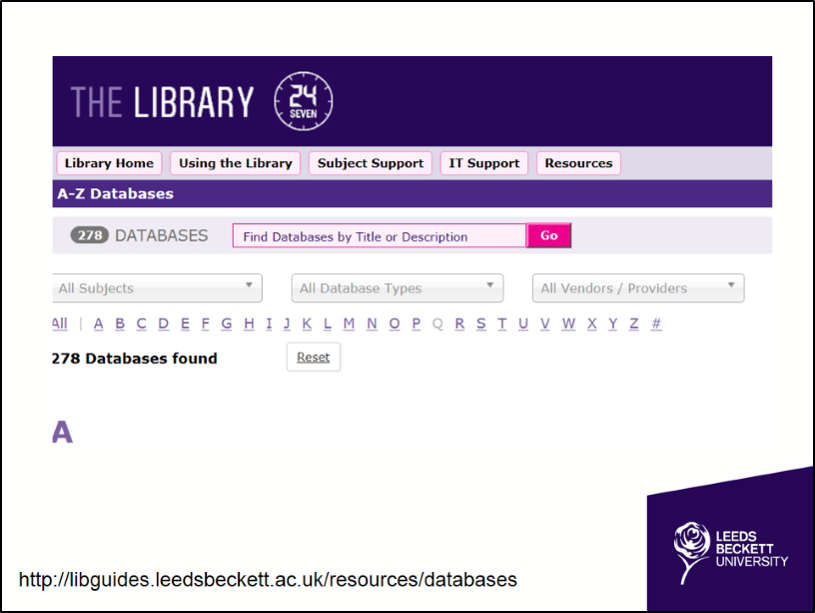 THE LIBRARY 24 SEVEN
Library Home Using the Library Subject Support IT Support Resources
A-Z Databases
278 DATABASES Find Databases by Title or Description Go
All Subjects All Database Types All Vendors / Providers
All | A B C D E F G H I J K L M N O P Q R S T U V W X Y Z #
278 Databases found Reset
A
LEEDS
BECKETT
UNIVERSITY
http://libguides.leedsbeckett.ac.uk/resources/databases